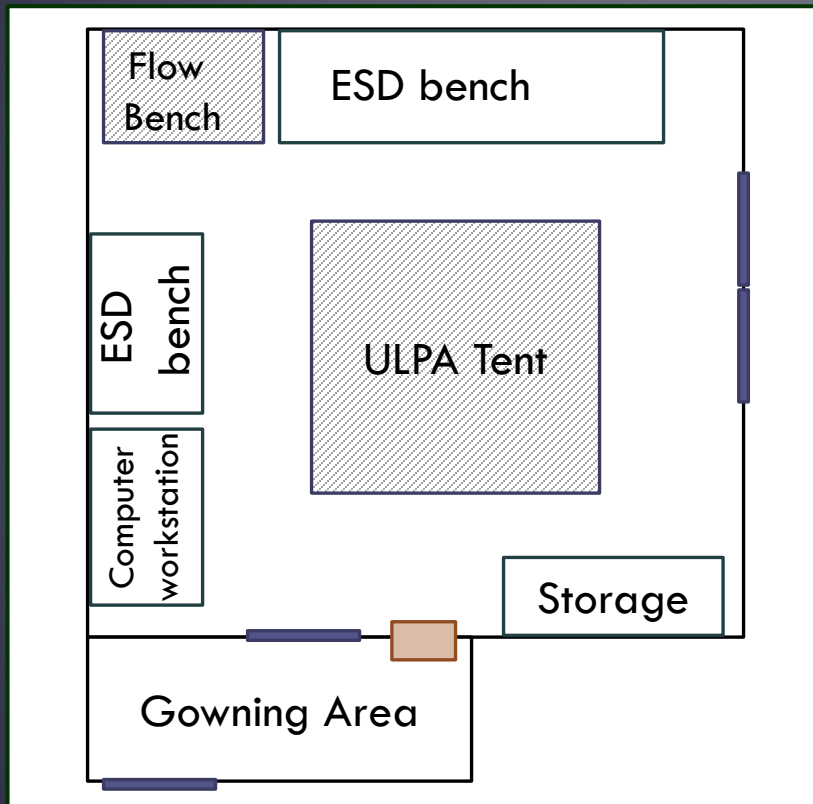 Flow
Bench
ESD bench
ESD
bench
ULPA Tent
Computer
workstation
Storage
Gowning Area